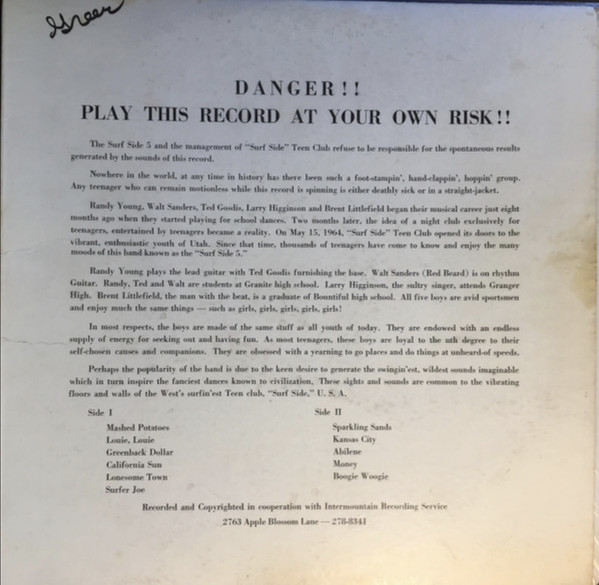 Greer
DANGER!!
PLAY THIS RECORD AT YOUR OWN RISK!!
The Surf Side 5 and the management of "Surf Side" Teen Club refuse to be responsible for the spontaneous results
generated by the sounds of this record.
Nowhere in the world, at any time in history has there been such a foot-stampin', hand-clappin', boppin' group.
Any teenager who can remain motionless while this record is spinning is either deathly sick or in a straight-jacket.
Randy Young, Walt Sanders, Ted Goodis, Larry Higginson and Brent Littlefield began their musical career just eight
months ago when they started playing for school dances. Two months later, the idea of a night club exclusively for
teenagers, entertained by teenagers became a reality. On May 15, 1964, "Surf Side" Teen Club opened its doors to the
vibrant, enthusiastic youth of Utah. Since that time, thousands of teenagers have come to know and enjoy the many
moods of this band known as the "Surf Side 5."
Randy Young plays the lead guitar with Ted Goodis furnishing the base. Walt Sanders (Red Beard) is on rhythm
Guitar. Randy, Ted and Walt are students at Granite high school. Larry Higginson, the sultry singer, attends Granger
High. Brent Littlefield, the man with the beat, is a graduate of Bountiful high school. All five boys are avid sportsmen
and enjoy much the same things — such as girls, girls, girls, girls, girls!
In most respects, the boys are made of the same stuff as all youth of today. They are endowed with an endless
supply of energy for seeking out and having fun. As most teenagers, these boys are loyal to the nth degree to their
self-chosen causes and companions. They are obsessed with a yearning to go places and do things at unheard-of speeds.
Perhaps the popularity of the band is due to the keen desire to generate the swingin'est, wildest sounds imaginable
which in turn inspire the fanciest dances known to civilization. These sights and sounds are common to the vibrating
floors and walls of the West's surfin'est Teen club, "Surf Side," U. S. A.
Side I
Mashed Potatoes
Louie, Louie
Greenback Dollar
California Sun
Lonesome Town
Surfer Joe
Side II
Sparkling Sands
Kansas City
Abilene
Money
Boogie Woogie
Recorded and Copyrighted in cooperation with Intermountain Recording Service
2763 Apple Blossom Lane — 278-8341